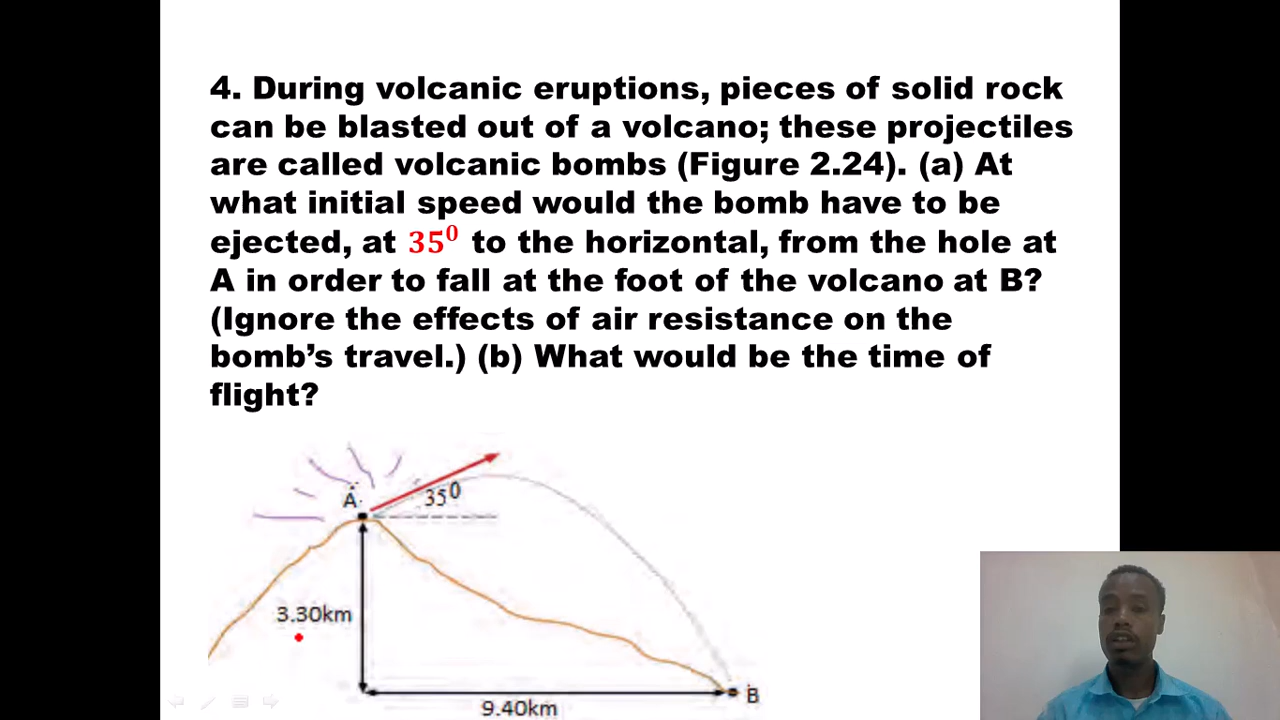 4. During volcanic eruptions, pieces of solid rock
can be blasted out of a volcano; these projectiles
are called volcanic bombs (Figure 2.24). (a) At
what initial speed would the bomb have to be
ejected, at 35⁰ to the horizontal, from the hole at
A in order to fall at the foot of the volcano at B?
(Ignore the effects of air resistance on the
bomb’s travel.) (b) What would be the time of
flight?
A
35⁰
3.30km
B
9.40km